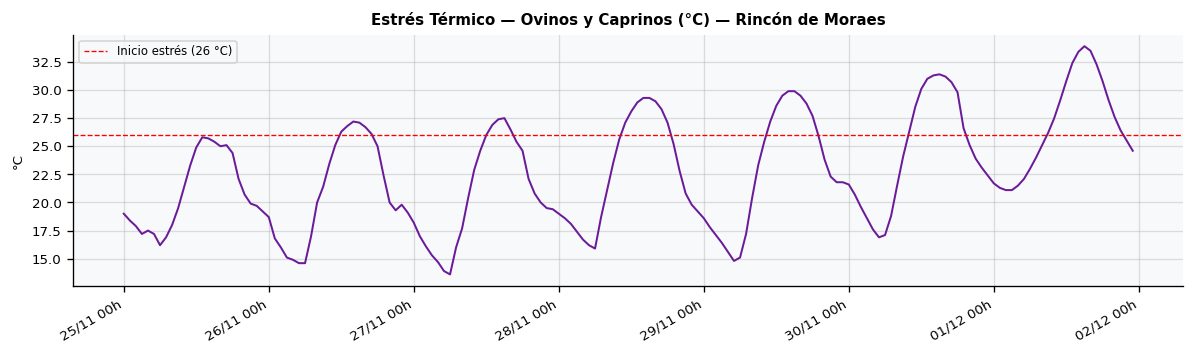 Estrés Térmico — Ovinos y Caprinos (°C) — Rincón de Moraes
Inicio estrés (26 °C)
°C
32.5
30.0
27.5
25.0
22.5
20.0
17.5
15.0
25/11 00h
26/11 00h
27/11 00h
28/11 00h
29/11 00h
30/11 00h
01/12 00h
02/12 00h